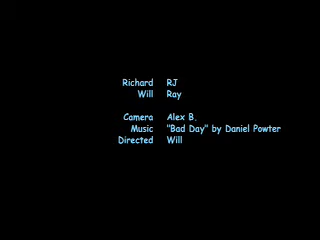 Richard RJ
Will Ray
Camera Alex B.
Music "Bad Day" by Daniel Powter
Directed Will